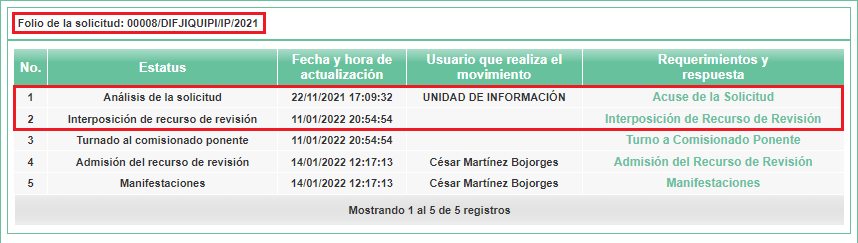 Folio de la solicitud: 00008/DIFJIQUIPI/IP/2021
No. Estatus Fecha y hora de actualización Usuario que realiza el movimiento Requerimientos y respuesta
1 Análisis de la solicitud 22/11/2021 17:09:32 UNIDAD DE INFORMACIÓN Acuse de la Solicitud
2 Interposición de recurso de revisión 11/01/2022 20:54:54 Interposición de Recurso de Revisión
3 Turnado al comisionado ponente 11/01/2022 20:54:54 Turno a Comisionado Ponente
4 Admisión del recurso de revisión 14/01/2022 12:17:13 César Martínez Bojorges Admisión del Recurso de Revisión
5 Manifestaciones 14/01/2022 12:17:13 César Martínez Bojorges Manifestaciones
Mostrando 1 al 5 de 5 registros